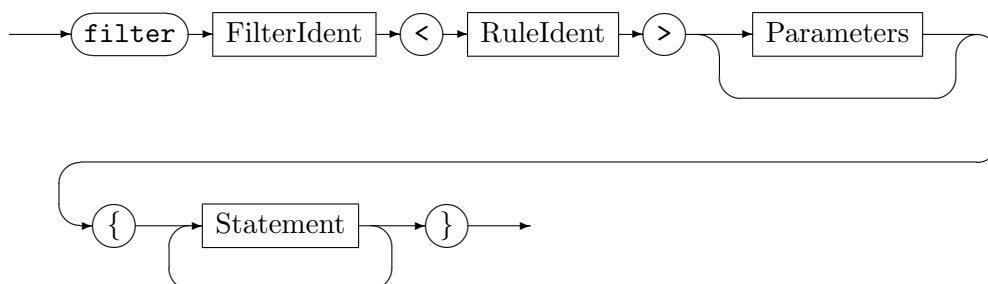 filter FilterIdent < RuleIdent > Parameters
{ Statement }